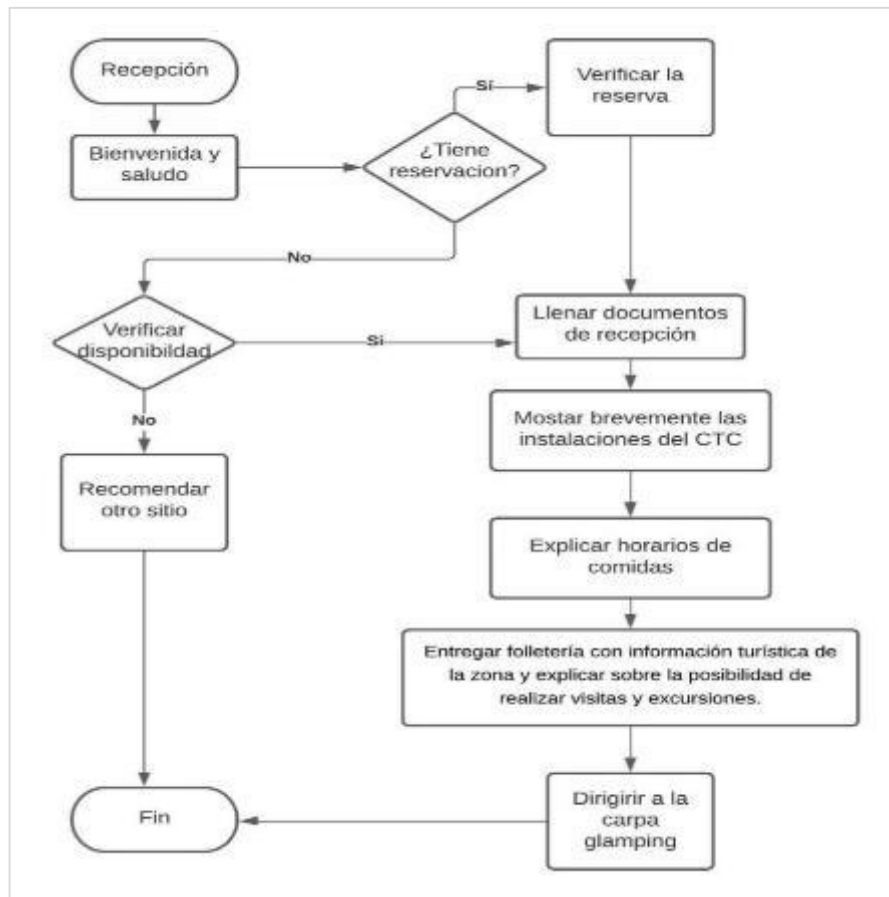 Recepción
Bienvenida y
saludo
¿Tiene
reservacion?
Sí
Verificar la
reserva
No
Verificar
disponibildad
Si
Llenar documentos
de recepción
No
Mostar brevemente las
instalaciones del CTC
Recomendar
otro sitio
Explicar horarios de
comidas
Entregar folletería con información turística de
la zona y explicar sobre la posibilidad de
realizar visitas y excursiones.
Dirigirir a la
carpa
glamping
Fin